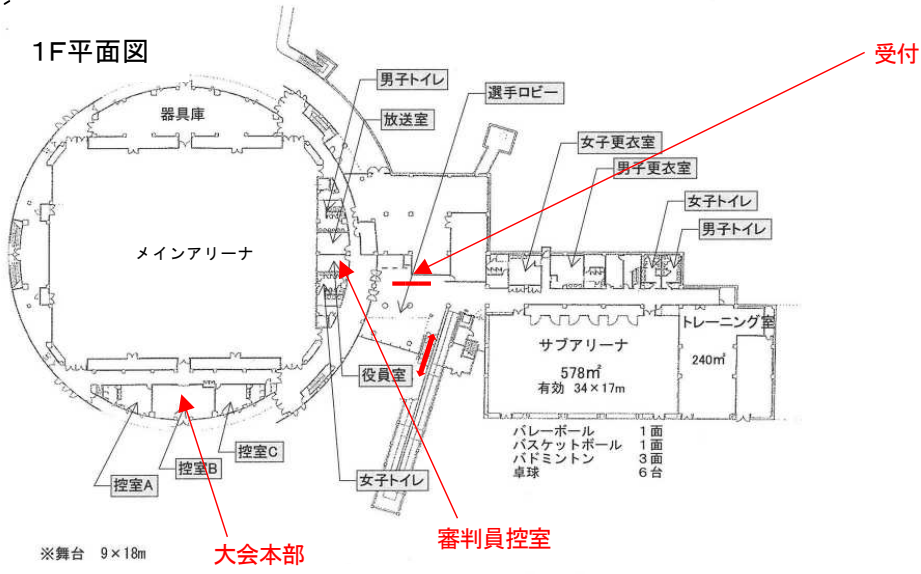 1F平面図
受付
男子トイレ
選手ロビー
器具庫
放送室
女子更衣室
男子更衣室
女子トイレ
男子トイレ
メインアリーナ
サブアリーナ
578㎡
有効 34×17m
トレーニング室
240㎡
役員室
バレーボール 1面
バスケットボール 1面
バドミントン 3面
卓球 6台
控室C
控室B
控室A
女子トイレ
審判員控室
大会本部
※舞台 9×18m